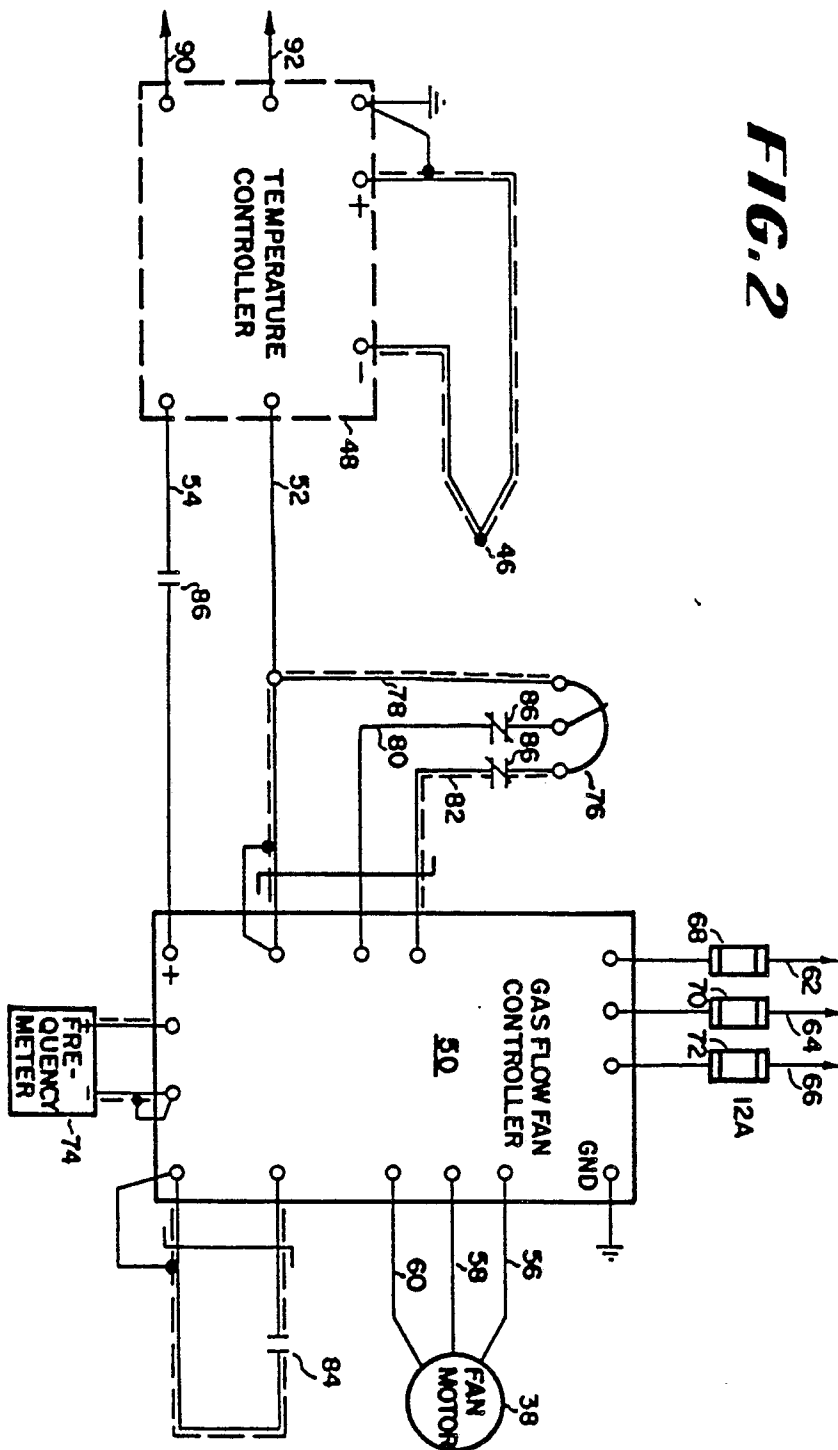 FIG. 2
90
92
TEMPERATURE
CONTROLLER
+
−
48
46
54
52
86
78
80
86
86
82
76
68
62
70
64
72
66
12A
GAS FLOW FAN
CONTROLLER
50
GND
+
FRE-
QUENCY
METER
74
60
58
56
FAN
MOTOR
38
84